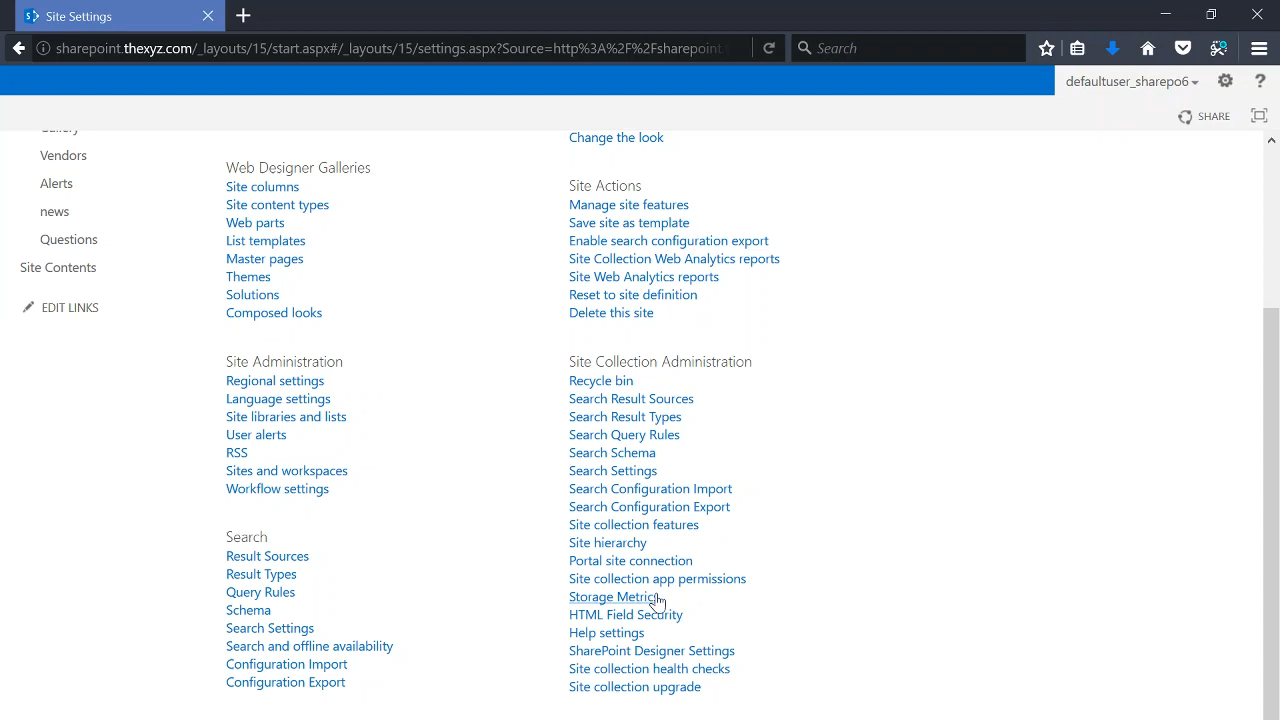 Site Settings
sharepoint.thexyz.com/_layouts/15/start.aspx#/_layouts/15/settings.aspx?Source=http%3A%2F%2Fsharepoint.
Search
defaultuser_sharepo6
SHARE
Gallery
Vendors
Alerts
news
Questions
Site Contents
EDIT LINKS
Web Designer Galleries
Site columns
Site content types
Web parts
List templates
Master pages
Themes
Solutions
Composed looks
Site Administration
Regional settings
Language settings
Site libraries and lists
User alerts
RSS
Sites and workspaces
Workflow settings
Search
Result Sources
Result Types
Query Rules
Schema
Search Settings
Search and offline availability
Configuration Import
Configuration Export
Change the look
Site Actions
Manage site features
Save site as template
Enable search configuration export
Site Collection Web Analytics reports
Site Web Analytics reports
Reset to site definition
Delete this site
Site Collection Administration
Recycle bin
Search Result Sources
Search Result Types
Search Query Rules
Search Schema
Search Settings
Search Configuration Import
Search Configuration Export
Site collection features
Site hierarchy
Portal site connection
Site collection app permissions
Storage Metrics
HTML Field Security
Help settings
SharePoint Designer Settings
Site collection health checks
Site collection upgrade